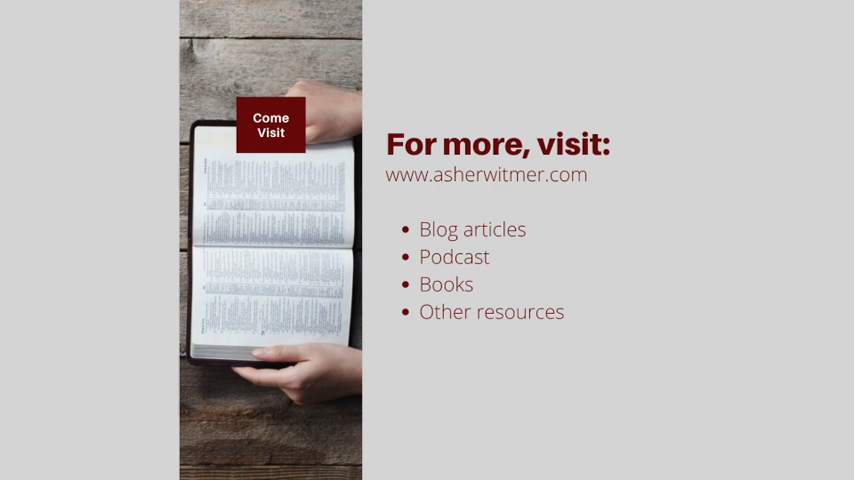 Come
Visit
For more, visit:
www.asherwitmer.com
Blog articles
Podcast
Books
Other resources